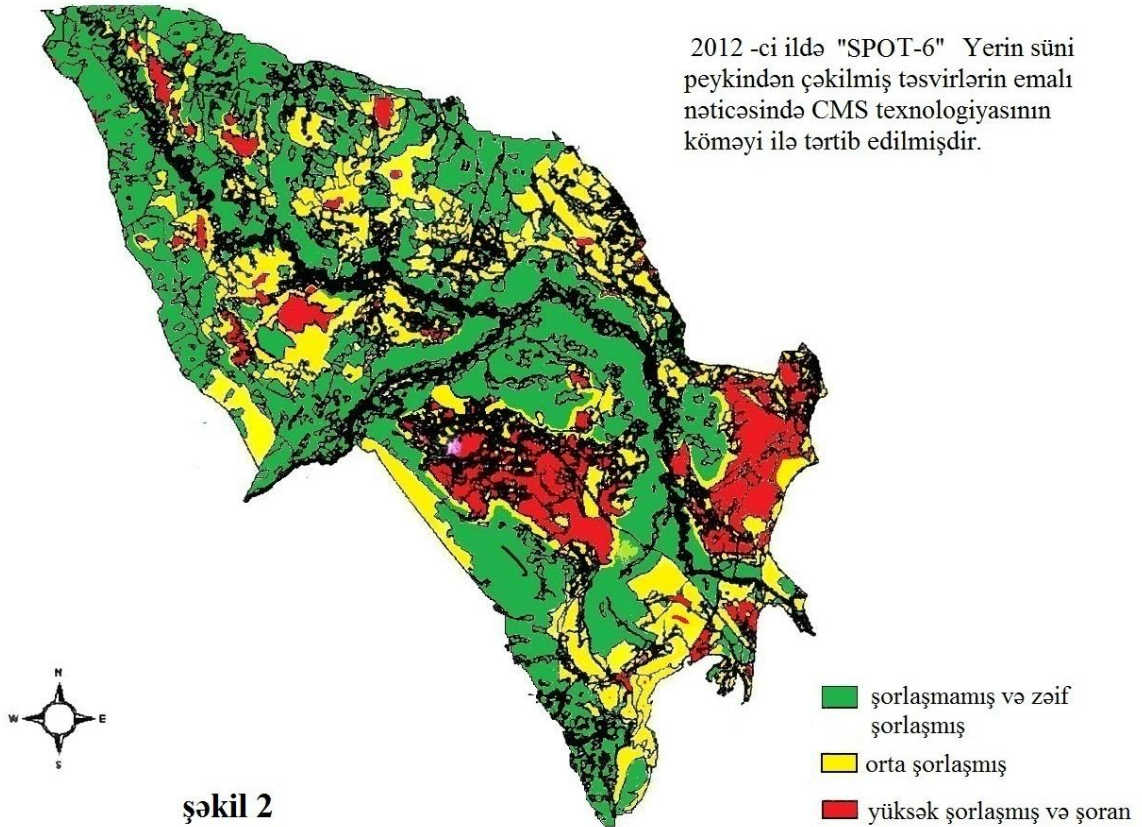 2012 -ci ildə "SPOT-6" Yerin süni
peykindən çəkilmiş təsvirlərin emalı
nəticəsində CMS texnologiyasının
köməyi ilə tərtib edilmişdir.
N
W E
S
şorlaşmamış və zəif
şorlaşmış
orta şorlaşmış
yüksək şorlaşmış və şoran
şəkil 2